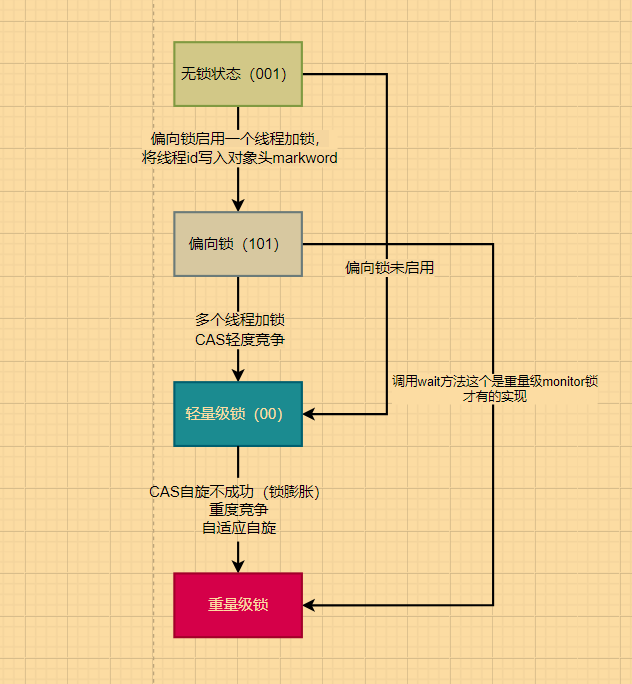 无锁状态（001）
偏向锁启用一个线程加锁，
将线程id写入对象头markword
偏向锁（101）
偏向锁未启用
多个线程加锁
CAS轻度竞争
调用wait方法这个是重量级monitor锁
才有的实现
轻量级锁（00）
CAS自旋不成功（锁膨胀）
重度竞争
自适应自旋
重量级锁